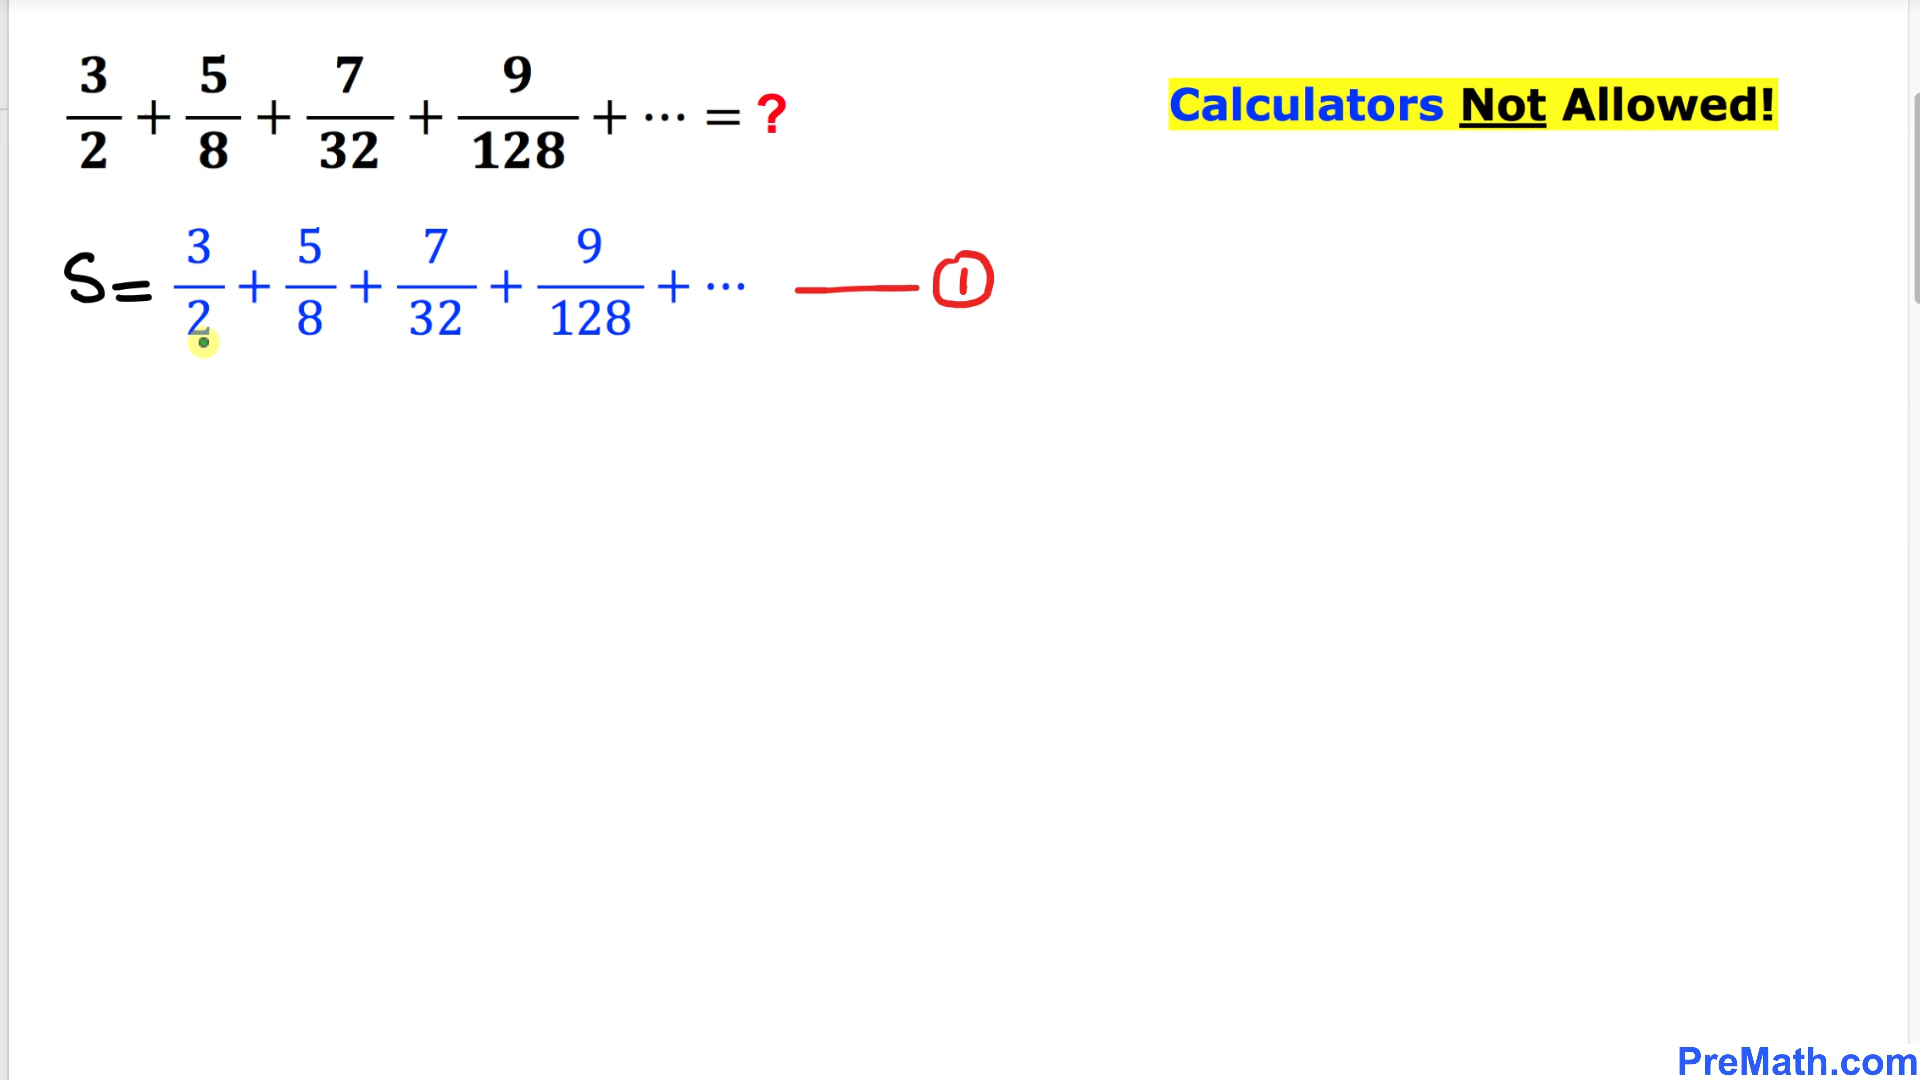 3/2 + 5/8 + 7/32 + 9/128 + ⋯ = ?
Calculators Not Allowed!
S = 3/2 + 5/8 + 7/32 + 9/128 + ⋯ —— ①
PreMath.com